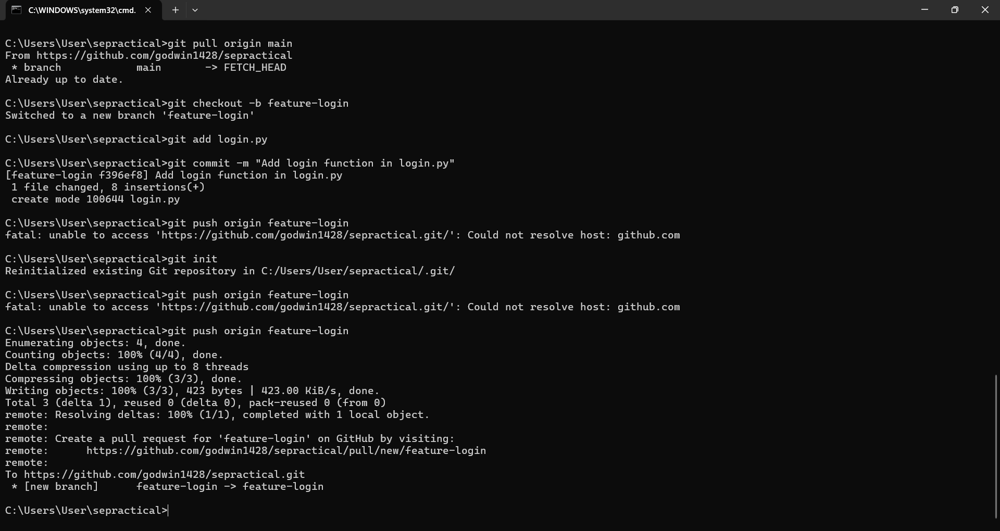 C:\WINDOWS\system32\cmd.
C:\Users\User\sepractical>git pull origin main
From https://github.com/godwin1428/sepractical
 * branch            main       -> FETCH_HEAD
Already up to date.
C:\Users\User\sepractical>git checkout -b feature-login
Switched to a new branch 'feature-login'
C:\Users\User\sepractical>git add login.py
C:\Users\User\sepractical>git commit -m "Add login function in login.py"
[feature-login f396ef8] Add login function in login.py
 1 file changed, 8 insertions(+)
 create mode 100644 login.py
C:\Users\User\sepractical>git push origin feature-login
fatal: unable to access 'https://github.com/godwin1428/sepractical.git/': Could not resolve host: github.com
C:\Users\User\sepractical>git init
Reinitialized existing Git repository in C:/Users/User/sepractical/.git/
C:\Users\User\sepractical>git push origin feature-login
fatal: unable to access 'https://github.com/godwin1428/sepractical.git/': Could not resolve host: github.com
C:\Users\User\sepractical>git push origin feature-login
Enumerating objects: 4, done.
Counting objects: 100% (4/4), done.
Delta compression using up to 8 threads
Compressing objects: 100% (3/3), done.
Writing objects: 100% (3/3), 423 bytes | 423.00 KiB/s, done.
Total 3 (delta 1), reused 0 (delta 0), pack-reused 0 (from 0)
remote: Resolving deltas: 100% (1/1), completed with 1 local object.
remote:
remote: Create a pull request for 'feature-login' on GitHub by visiting:
remote:      https://github.com/godwin1428/sepractical/pull/new/feature-login
remote:
To https://github.com/godwin1428/sepractical.git
 * [new branch]      feature-login -> feature-login
C:\Users\User\sepractical>